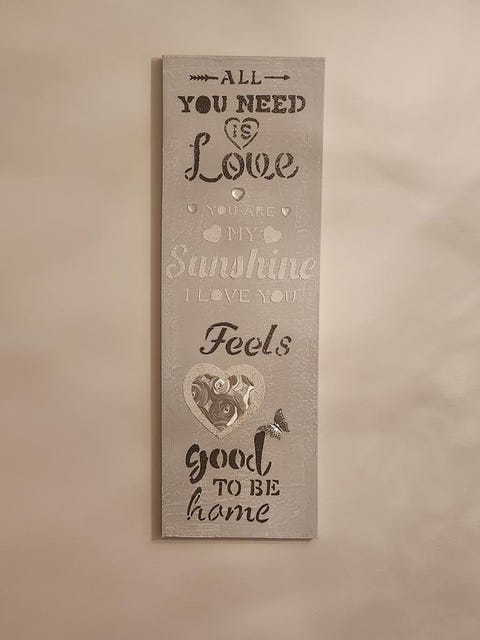 ALL
YOU NEED
IS
Love
YOU ARE
MY
Sunshine
I LOVE YOU
Feels
good
TO BE
home